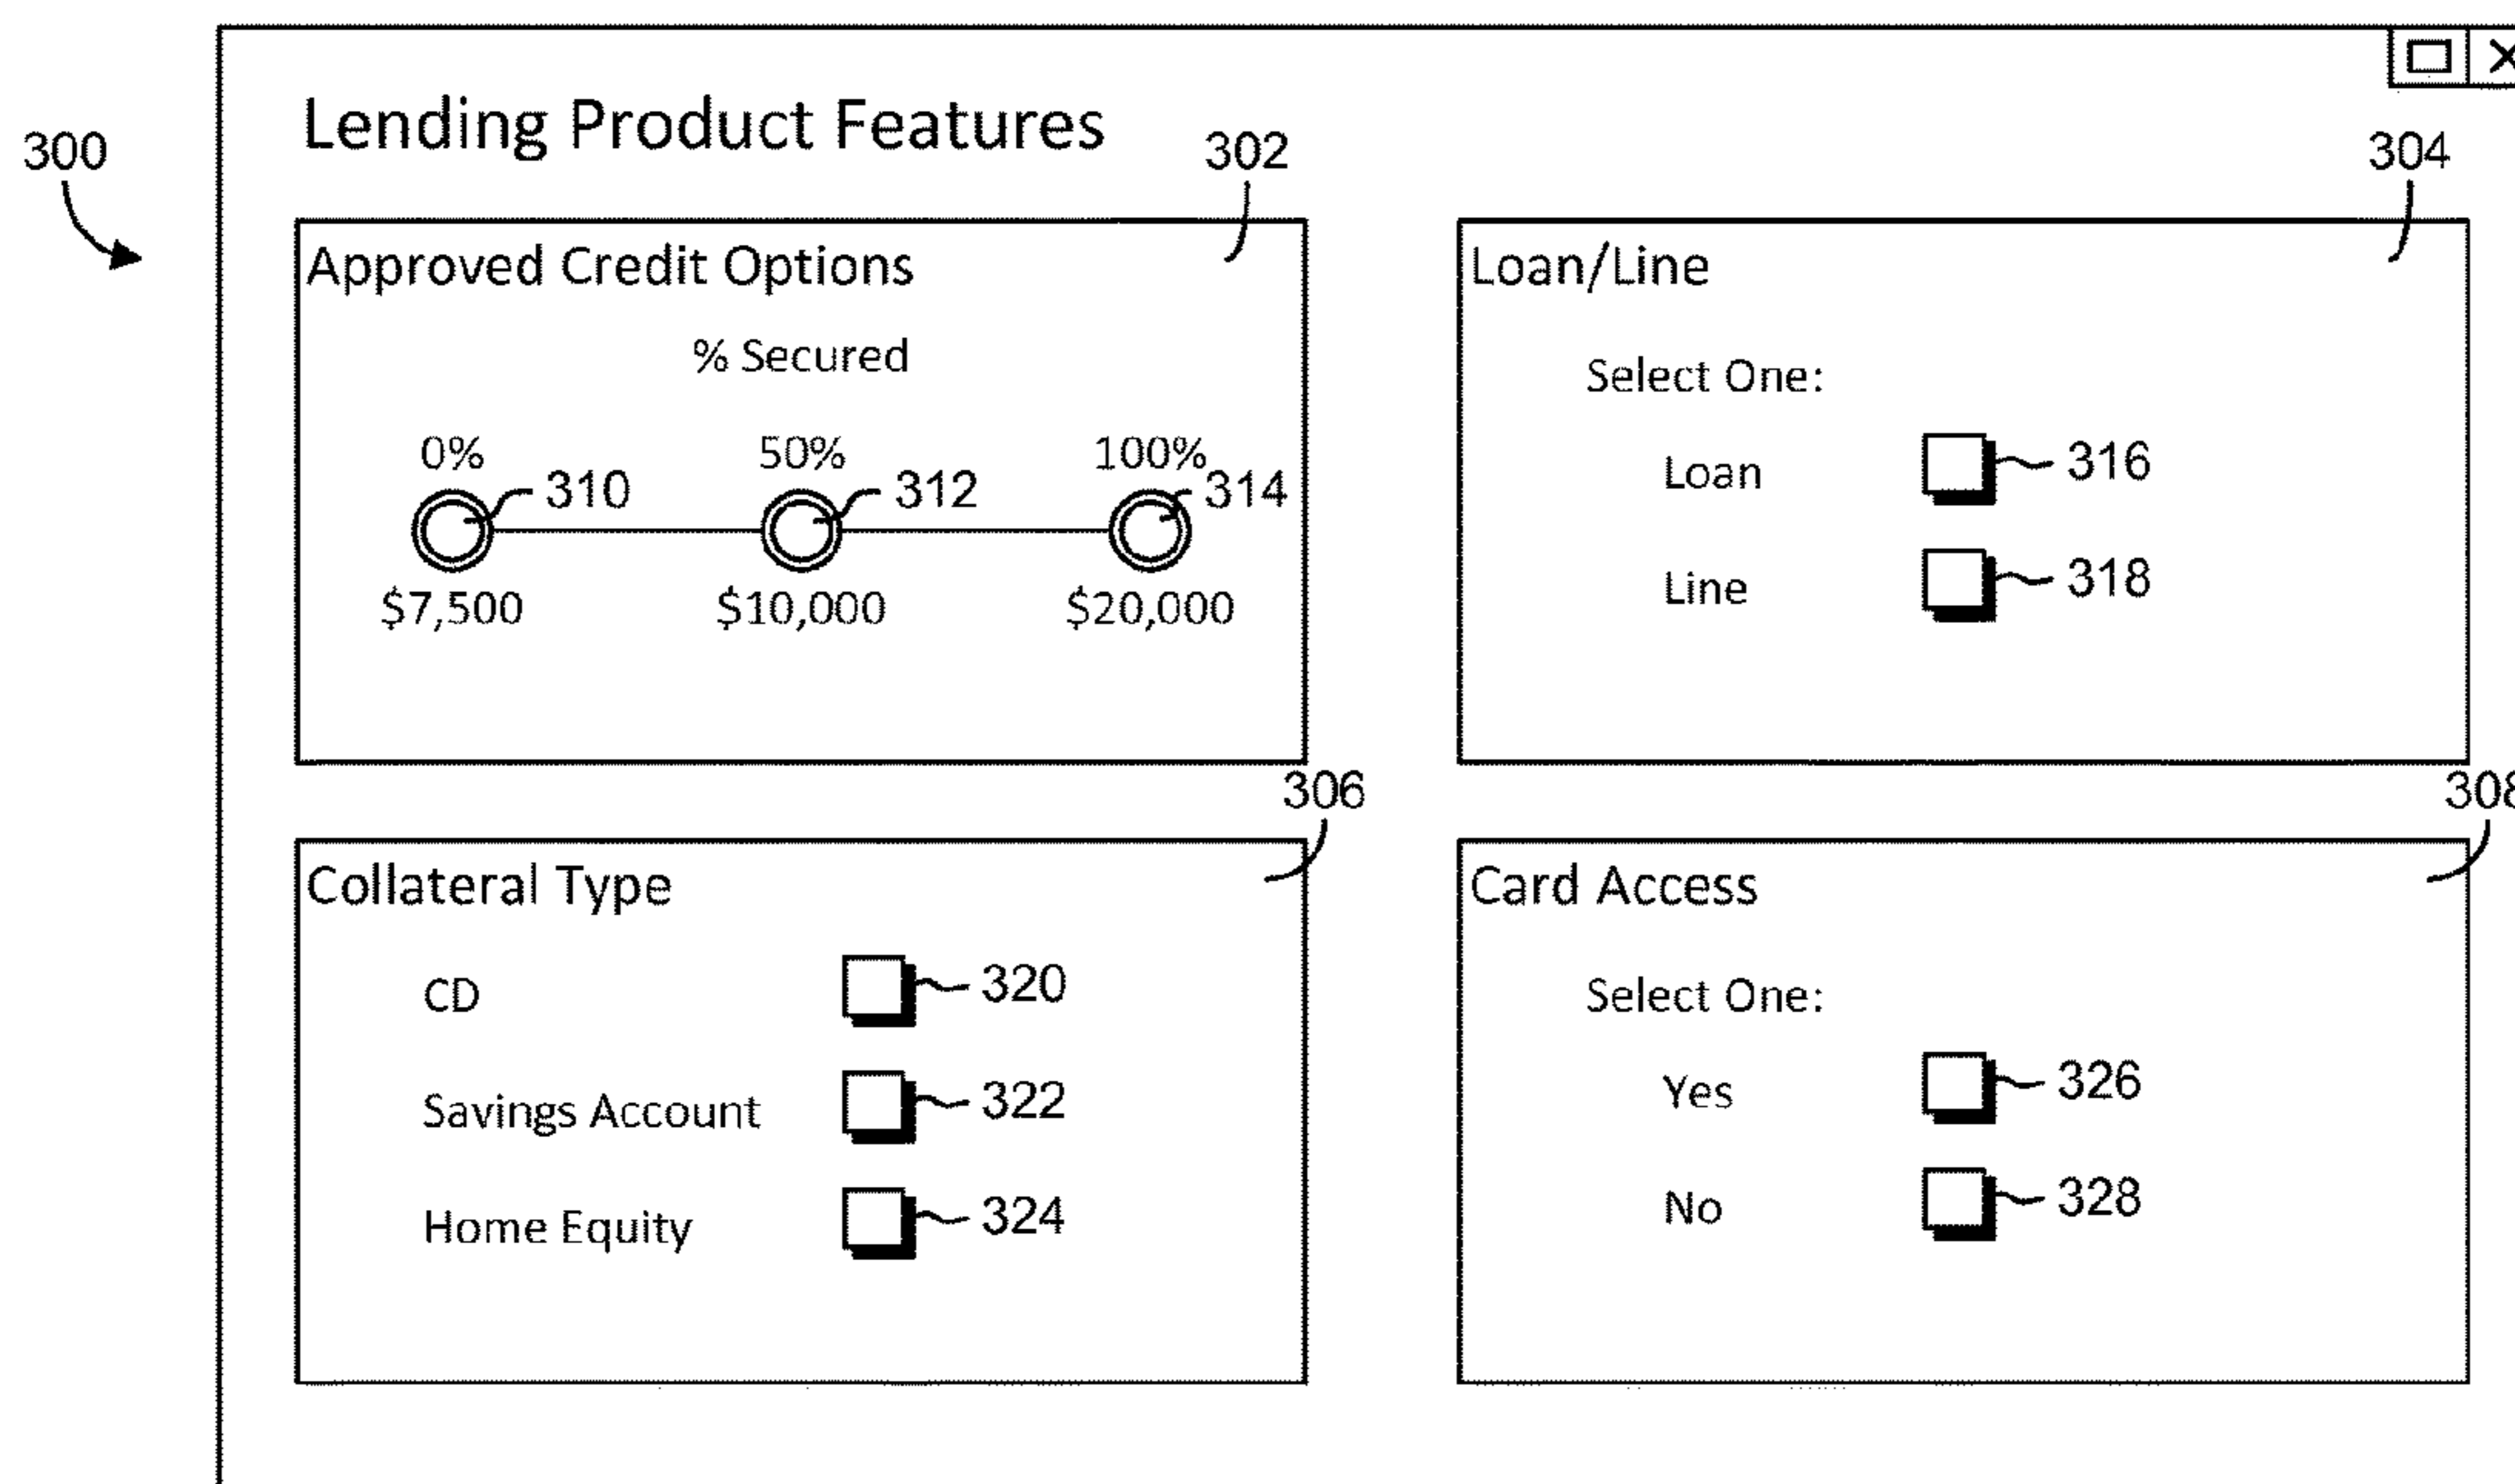 Lending Product Features
300
302
304
Approved Credit Options
% Secured
0% 50% 100%
310 312 314
$7,500 $10,000 $20,000
Loan/Line
Select One:
Loan 316
Line 318
306
308
Collateral Type
CD 320
Savings Account 322
Home Equity 324
Card Access
Select One:
Yes 326
No 328